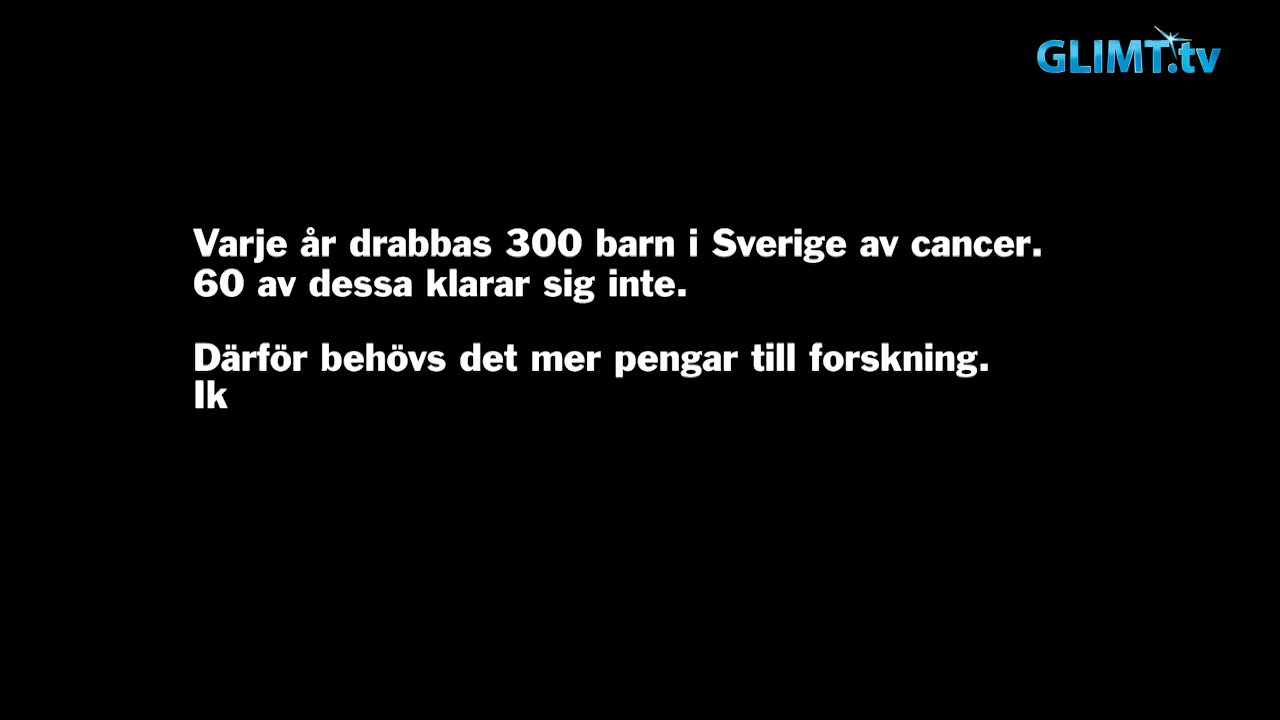 GLIMT.tv
Varje år drabbas 300 barn i Sverige av cancer.
60 av dessa klarar sig inte.
Därför behövs det mer pengar till forskning.
Ik